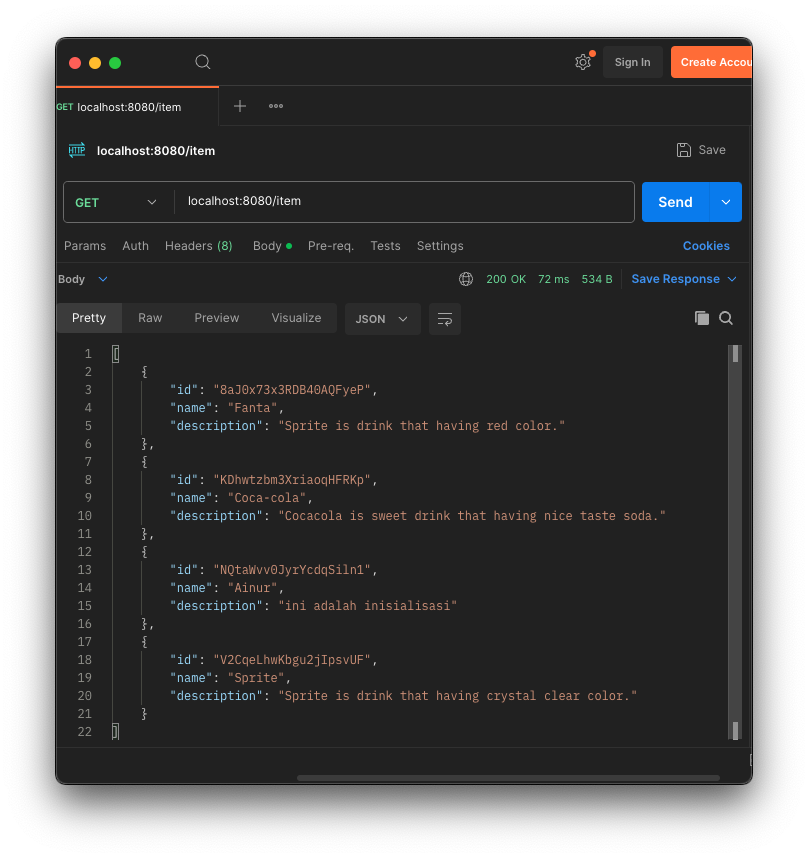 Sign In
Create Accou
GET localhost:8080/item
HTTP localhost:8080/item
Save
GET
localhost:8080/item
Send
Params Auth Headers (8) Body Pre-req. Tests Settings Cookies
Body 200 OK 72 ms 534 B Save Response
Pretty Raw Preview Visualize JSON
1 [
2 {
3 "id": "8aJ0x73x3RDB40AQFyeP",
4 "name": "Fanta",
5 "description": "Sprite is drink that having red color."
6 },
7 {
8 "id": "KDhwtzbm3XriaoqHFRKp",
9 "name": "Coca-cola",
10 "description": "Cocacola is sweet drink that having nice taste soda."
11 },
12 {
13 "id": "NQtaWvv0JyrYcdqSiln1",
14 "name": "Ainur",
15 "description": "ini adalah inisialisasi"
16 },
17 {
18 "id": "V2CqeLhwKbgu2jIpsvUF",
19 "name": "Sprite",
20 "description": "Sprite is drink that having crystal clear color."
21 }
22 ]